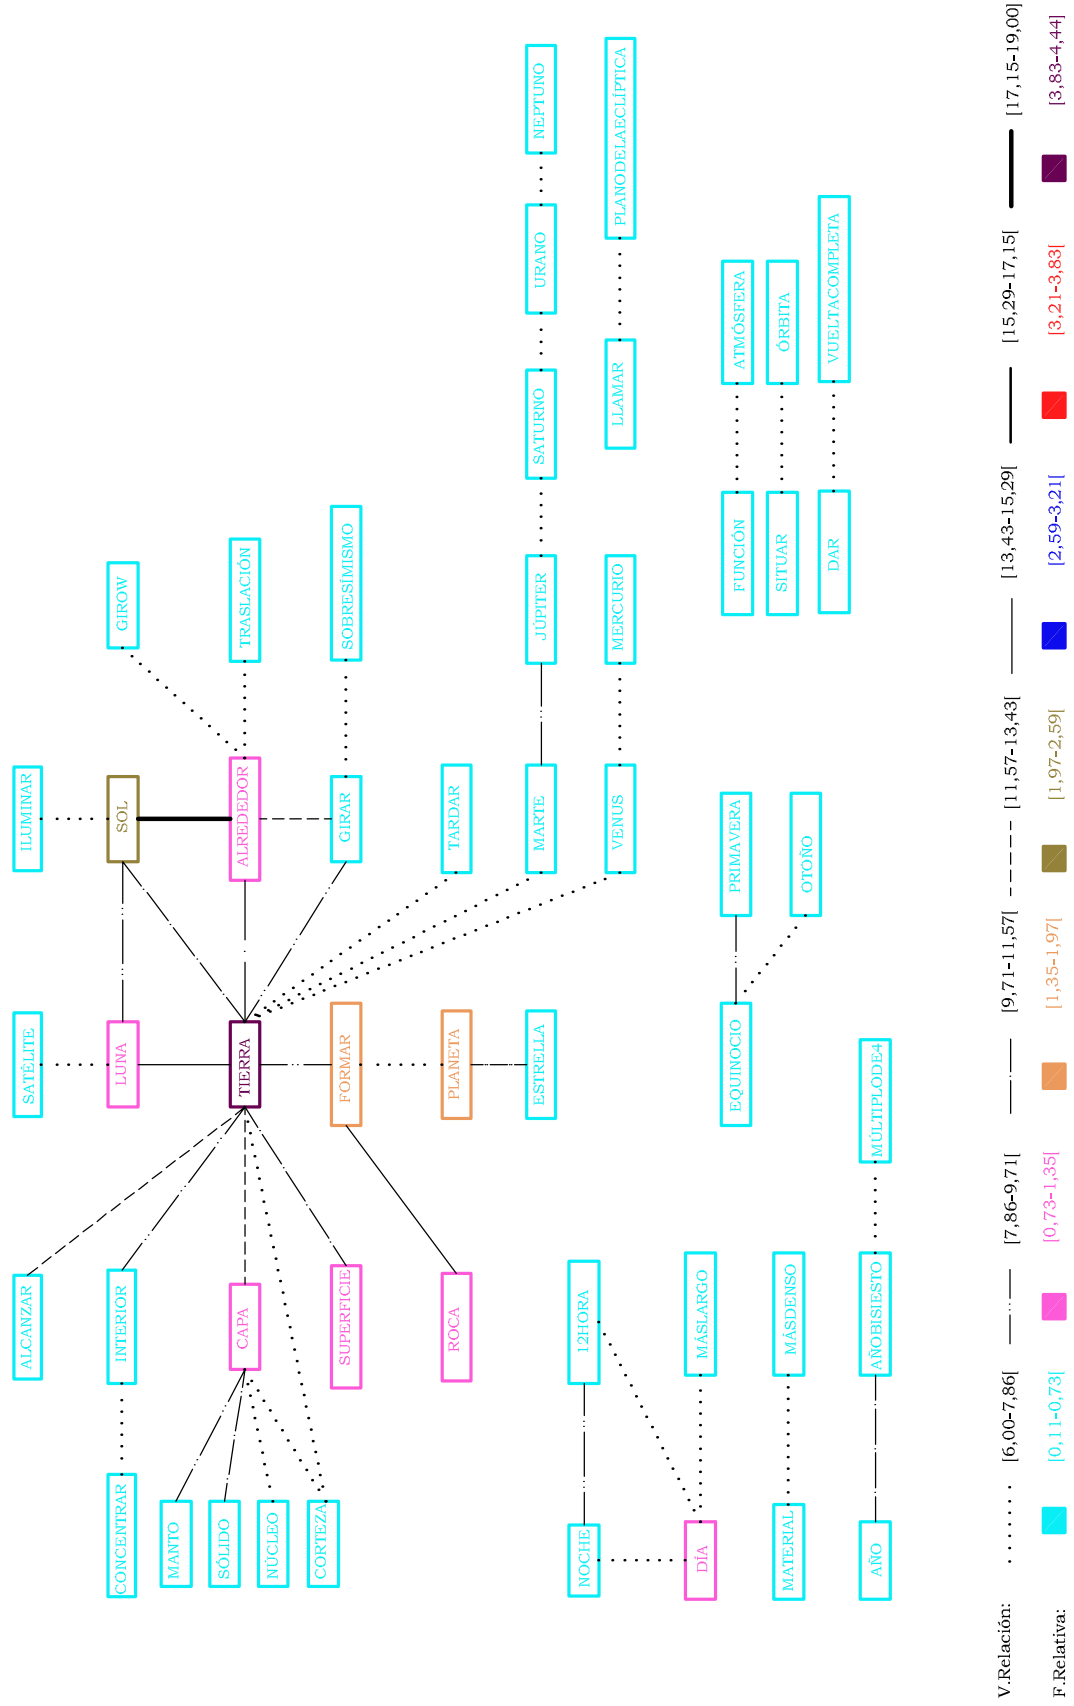 ALCANZAR
SATÉLITE
ILUMINAR
CONCENTRAR
INTERIOR
LUNA
SOL
GIROW
MANTO
SÓLIDO
CAPA
TIERRA
ALREDEDOR
TRASLACIÓN
NÚCLEO
CORTEZA
SUPERFICIE
FORMAR
GIRAR
SOBRESÍMISMO
ROCA
PLANETA
TARDAR
ESTRELLA
MARTE
JÚPITER
SATURNO
URANO
NEPTUNO
NOCHE
12HORA
VENUS
MERCURIO
LLAMAR
PLANODELAECLÍPTICA
DÍA
MÁSLARGO
EQUINOCIO
PRIMAVERA
FUNCIÓN
ATMÓSFERA
MATERIAL
MÁSDENSO
OTOÑO
SITUAR
ÓRBITA
DAR
VUELTACOMPLETA
AÑO
AÑOBISIESTO
MÚLTIPLODE4
V.Relación: [6,00-7,86[ [7,86-9,71[ [9,71-11,57[ [11,57-13,43[ [13,43-15,29[ [15,29-17,15[ [17,15-19,00]
F.Relativa: [0,11-0,73[ [0,73-1,35[ [1,35-1,97[ [1,97-2,59[ [2,59-3,21[ [3,21-3,83[ [3,83-4,44]